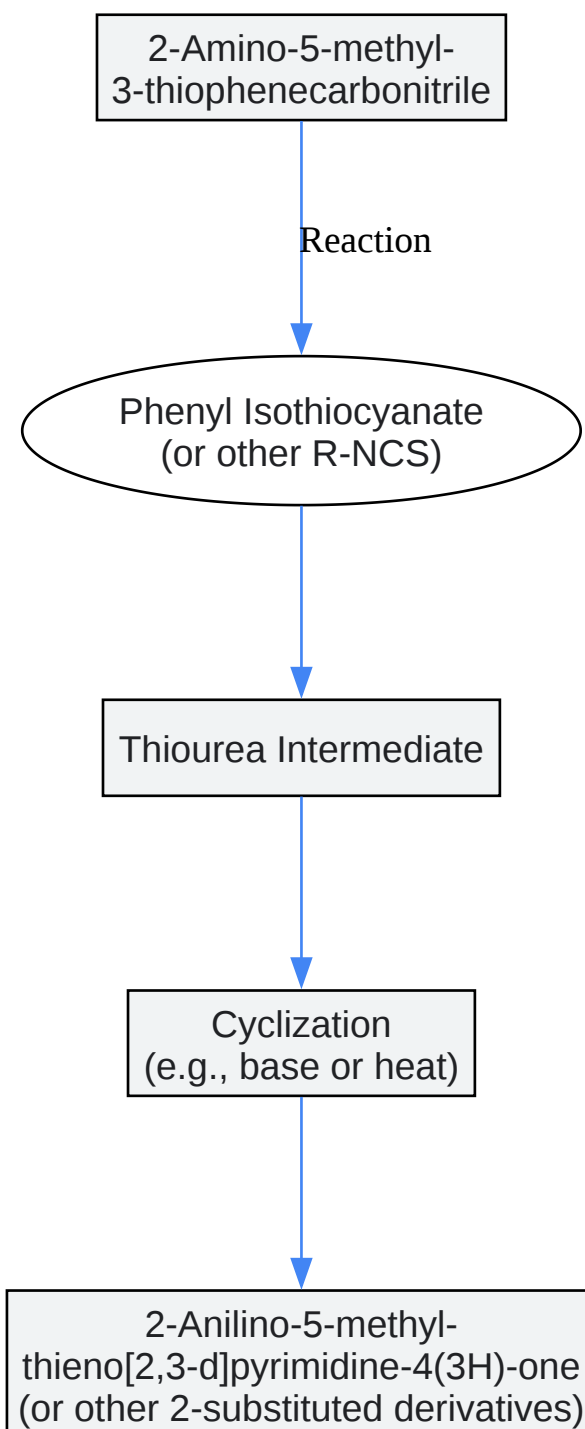 2-Amino-5-methyl-
3-thiophenecarbonitrile
Reaction
Phenyl Isothiocyanate
(or other R-NCS)
Thiourea Intermediate
Cyclization
(e.g., base or heat)
2-Anilino-5-methyl-
thieno[2,3-d]pyrimidine-4(3H)-one
(or other 2-substituted derivatives)